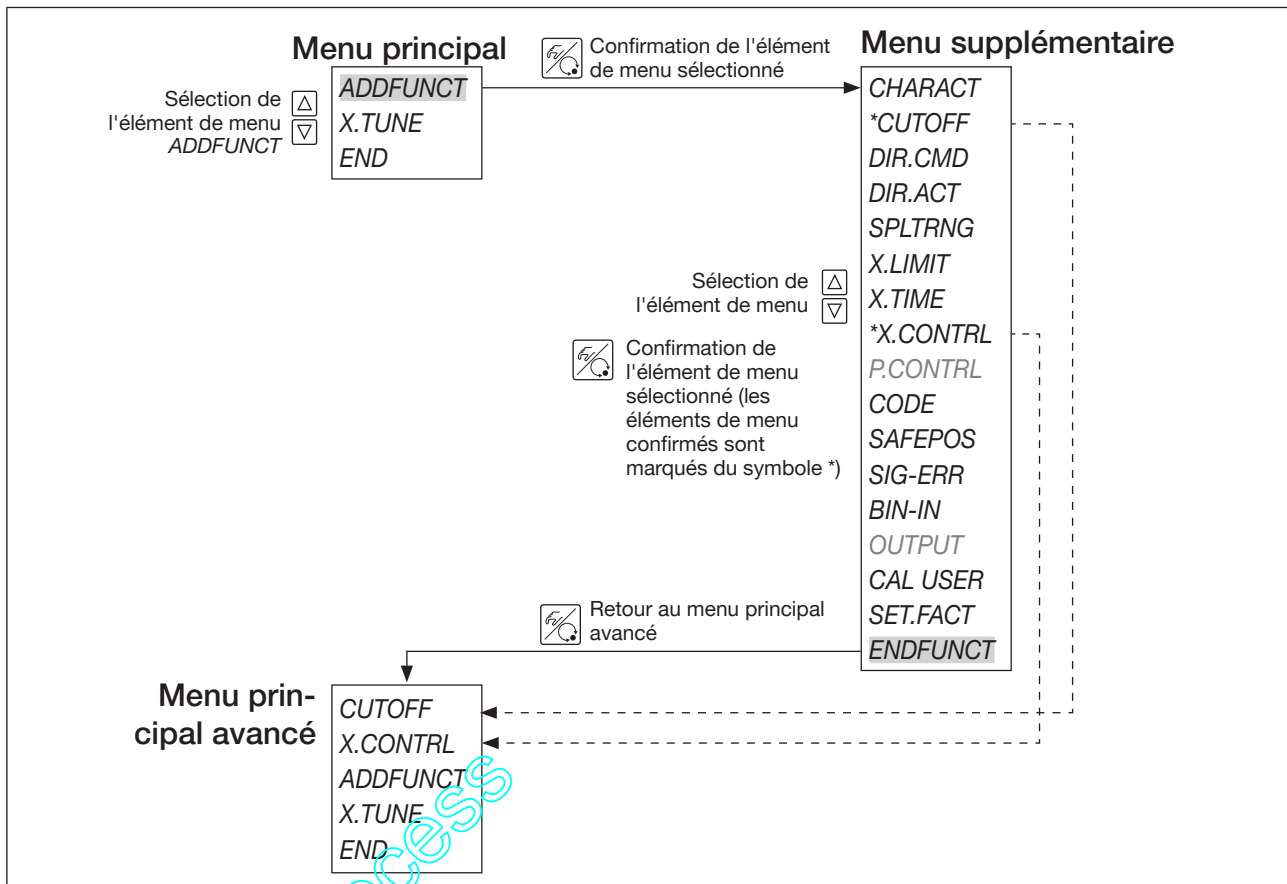 Menu principal
Confirmation de l'élément
de menu sélectionné
Menu supplémentaire
Sélection de
l'élément de menu
ADDFUNCT
ADDFUNCT
X.TUNE
END
CHARACT
*CUTOFF
DIR.CMD
DIR.ACT
SPLTRNG
X.LIMIT
X.TIME
*X.CONTRL
P.CONTRL
CODE
SAFEPOS
SIG-ERR
BIN-IN
OUTPUT
CAL USER
SET.FACT
ENDFUNCT
Sélection de
l'élément de menu
Confirmation de
l'élément de menu
sélectionné (les
éléments de menu
confirmés sont
marqués du symbole *)
Retour au menu principal
avancé
Menu prin-
cipal avancé
CUTOFF
X.CONTRL
ADDFUNCT
X.TUNE
END